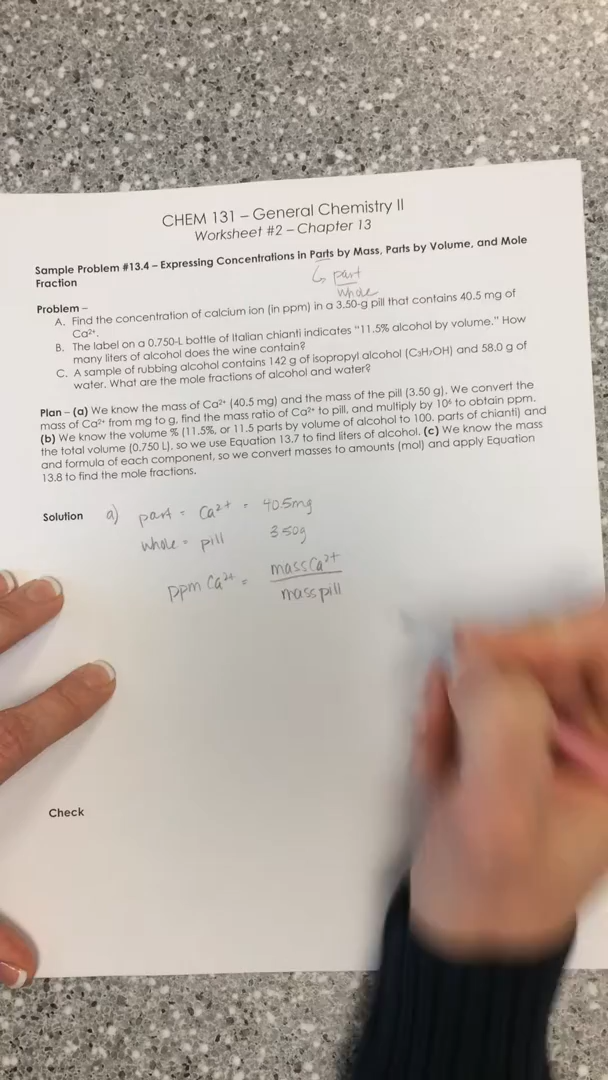 CHEM 131 – General Chemistry II
Worksheet #2 – Chapter 13
Sample Problem #13.4 – Expressing Concentrations in Parts by Mass, Parts by Volume, and Mole
Fraction
↳ part
whole
Problem –
A. Find the concentration of calcium ion (in ppm) in a 3.50-g pill that contains 40.5 mg of
Ca²⁺.
B. The label on a 0.750-L bottle of Italian chianti indicates “11.5% alcohol by volume.” How
many liters of alcohol does the wine contain?
C. A sample of rubbing alcohol contains 142 g of isopropyl alcohol (C₃H₇OH) and 58.0 g of
water. What are the mole fractions of alcohol and water?
Plan – (a) We know the mass of Ca²⁺ (40.5 mg) and the mass of the pill (3.50 g). We convert the
mass of Ca²⁺ from mg to g, find the mass ratio of Ca²⁺ to pill, and multiply by 10⁶ to obtain ppm.
(b) We know the volume % (11.5%, or 11.5 parts by volume of alcohol to 100. parts of chianti) and
the total volume (0.750 L), so we use Equation 13.7 to find liters of alcohol. (c) We know the mass
and formula of each component, so we convert masses to amounts (mol) and apply Equation
13.8 to find the mole fractions.
Solution a) part = Ca²⁺ = 40.5mg
whole = pill 3.50g
ppm Ca²⁺ = mass Ca²⁺
mass pill
Check